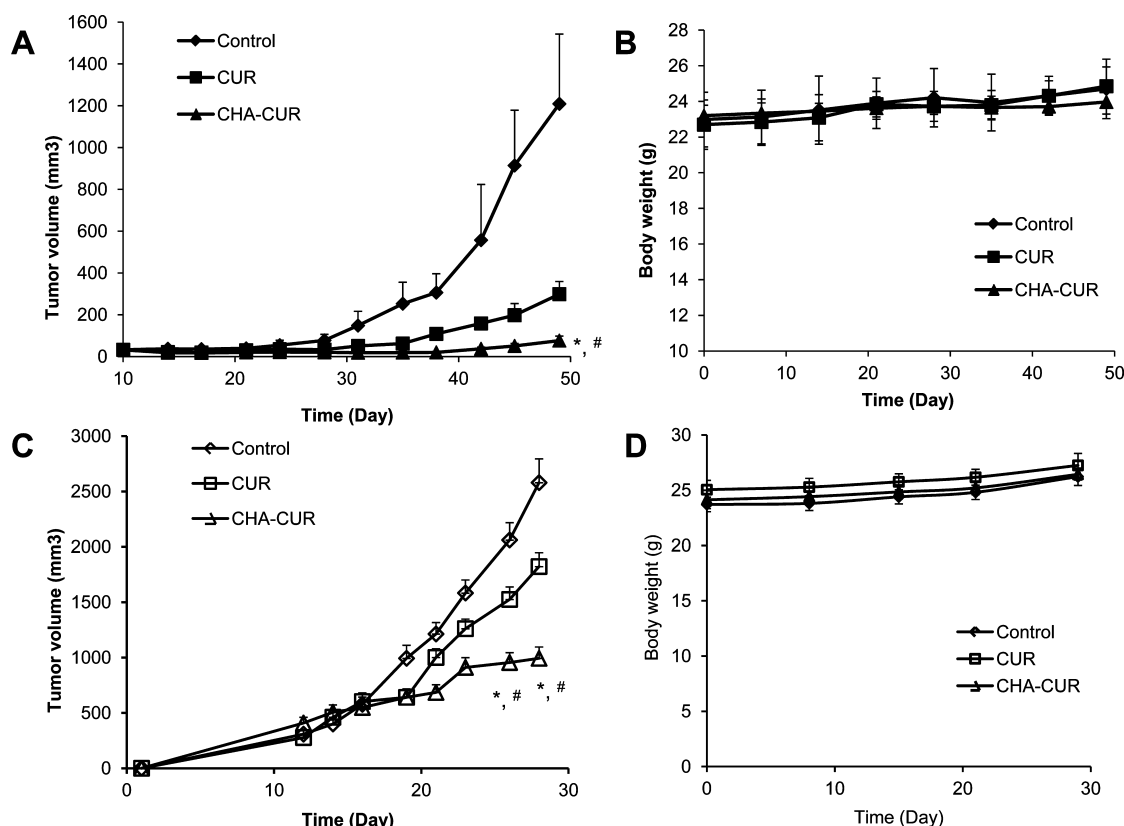 A
Tumor volume (mm3)
1600
1400
1200
1000
800
600
400
200
0
Control
CUR
CHA-CUR
*, #
10
20
30
40
50
Time (Day)
B
Body weight (g)
28
26
24
22
20
18
16
14
12
10
Control
CUR
CHA-CUR
0
10
20
30
40
50
Time (Day)
C
Tumor volume (mm3)
3000
2500
2000
1500
1000
500
0
Control
CUR
CHA-CUR
*, #
*, #
0
10
20
30
Time (Day)
D
Body weight (g)
30
25
20
15
10
5
0
Control
CUR
CHA-CUR
0
10
20
30
Time (Day)